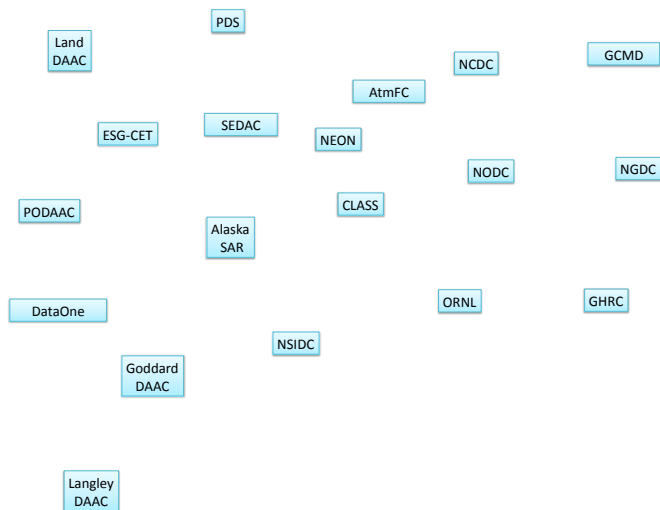 PDS
Land
DAAC
NCDC
GCMD
AtmFC
SEDAC
ESG-CET
NEON
NODC
NGDC
PODAAC
CLASS
Alaska
SAR
DataOne
ORNL
GHRC
NSIDC
Goddard
DAAC
Langley
DAAC